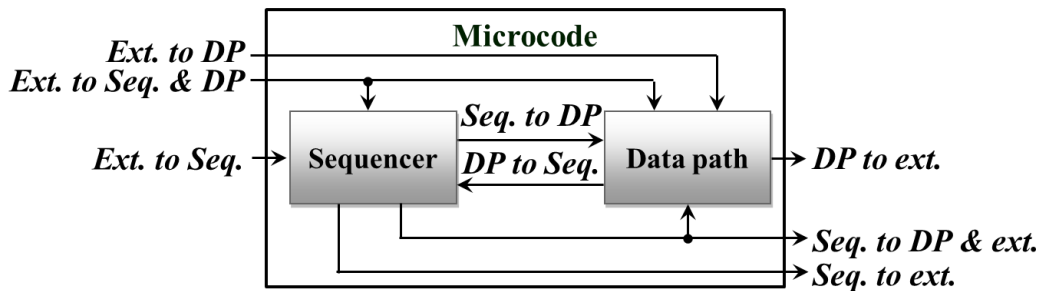 Microcode
Ext. to DP
Ext. to Seq. & DP
Seq. to DP
Ext. to Seq.
Sequencer
DP to Seq.
Data path
DP to ext.
Seq. to DP & ext.
Seq. to ext.